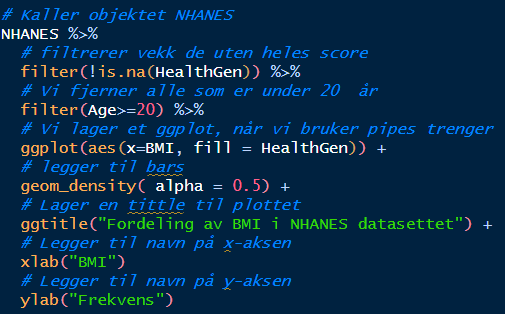 # Kaller objektet NHANES
NHANES %>%
# filtrerer vekk de uten heles score
filter(!is.na(HealthGen)) %>%
# Vi fjerner alle som er under 20  år
filter(Age>=20) %>%
# Vi lager et ggplot, når vi bruker pipes trenger
ggplot(aes(x=BMI, fill = HealthGen)) +
# legger til bars
geom_density( alpha = 0.5) +
# Lager en tittle til plottet
ggtitle("Fordeling av BMI i NHANES datasettet") +
# Legger til navn på x-aksen
xlab("BMI")
# Legger til navn på y-aksen
ylab("Frekvens")